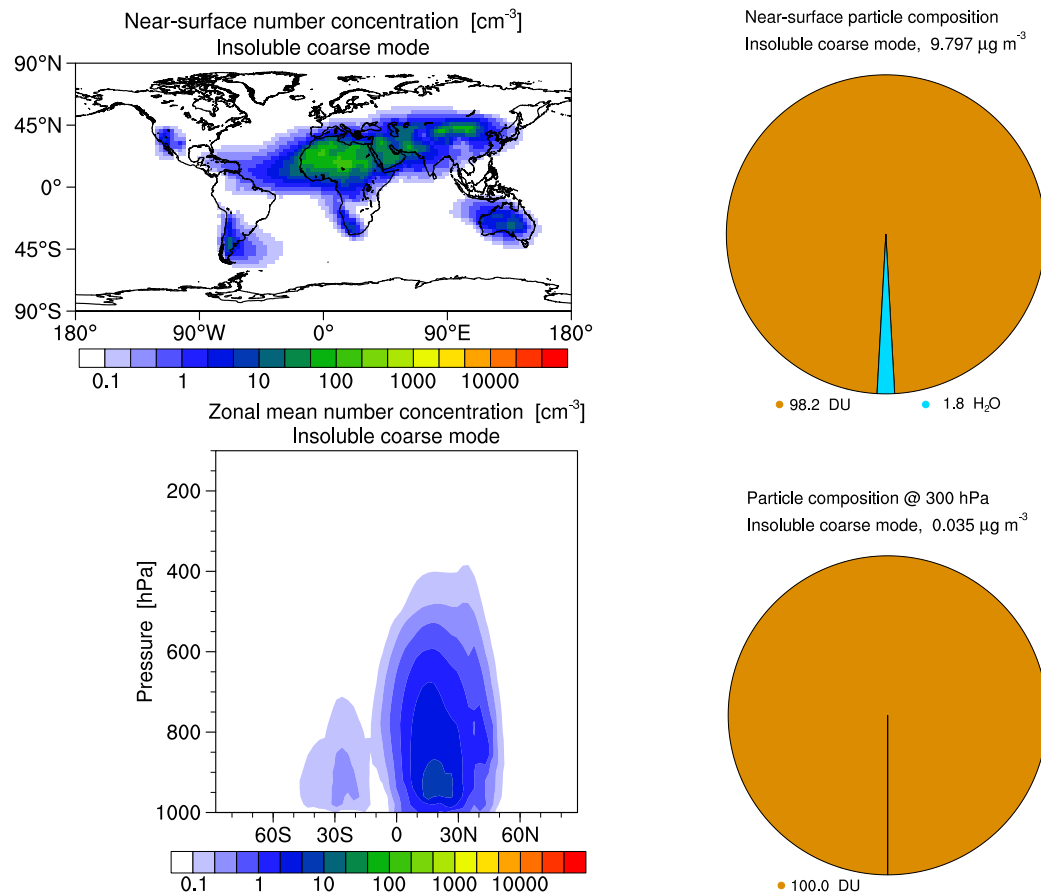 Near-surface number concentration [cm-3]
Insoluble coarse mode
90°N
45°N
0°
45°S
90°S
180° 90°W 0° 90°E 180°
0.1 1 10 100 1000 10000
Near-surface particle composition
Insoluble coarse mode, 9.797 µg m-3
98.2 DU 1.8 H2O
Zonal mean number concentration [cm-3]
Insoluble coarse mode
Pressure [hPa]
200
400
600
800
1000
60S 30S 0 30N 60N
0.1 1 10 100 1000 10000
Particle composition @ 300 hPa
Insoluble coarse mode, 0.035 µg m-3
100.0 DU